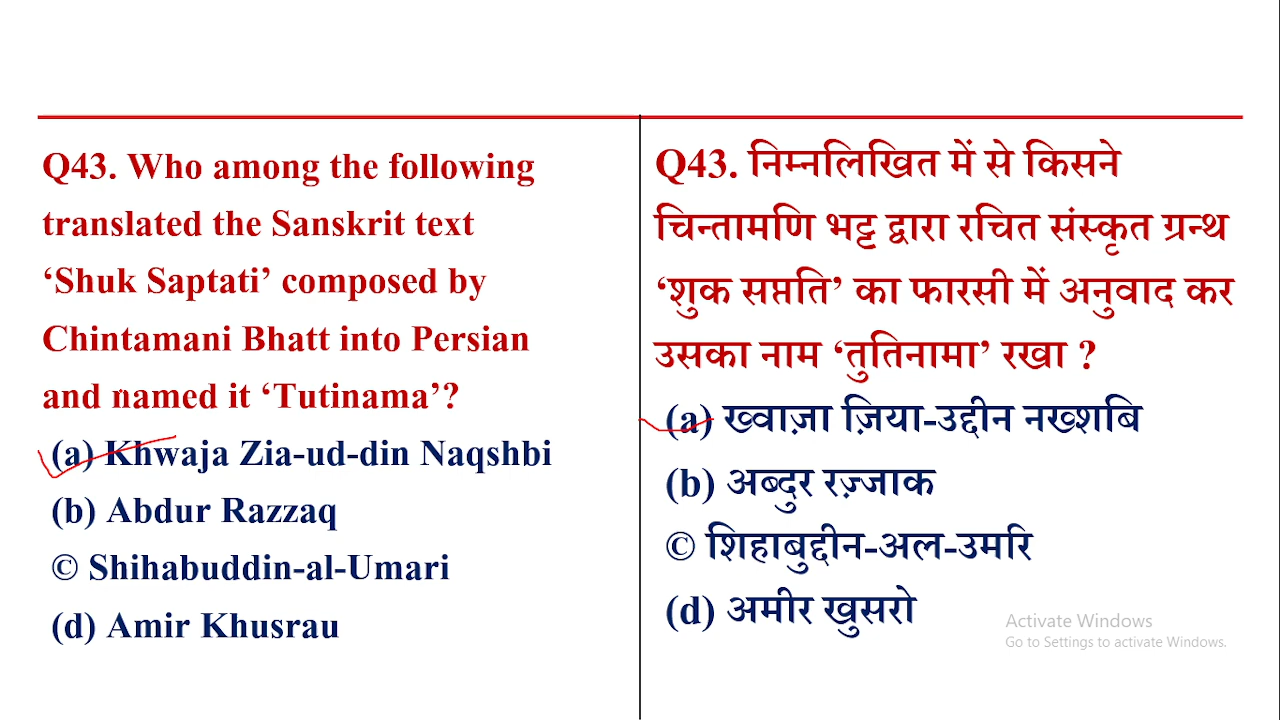 Q43. Who among the following
translated the Sanskrit text
‘Shuk Saptati’ composed by
Chintamani Bhatt into Persian
and named it ‘Tutinama’?
(a) Khwaja Zia-ud-din Naqshbi
(b) Abdur Razzaq
© Shihabuddin-al-Umari
(d) Amir Khusrau
Q43. निम्नलिखित में से किसने
चिन्तामणि भट्ट द्वारा रचित संस्कृत ग्रन्थ
‘शुक सप्तति’ का फारसी में अनुवाद कर
उसका नाम ‘तुतिनामा’ रखा ?
(a) ख्वाज़ा ज़िया-उद्दीन नख्शबि
(b) अब्दुर रज़्जाक
© शिहाबुद्दीन-अल-उमरि
(d) अमीर खुसरो
Activate Windows
Go to Settings to activate Windows.